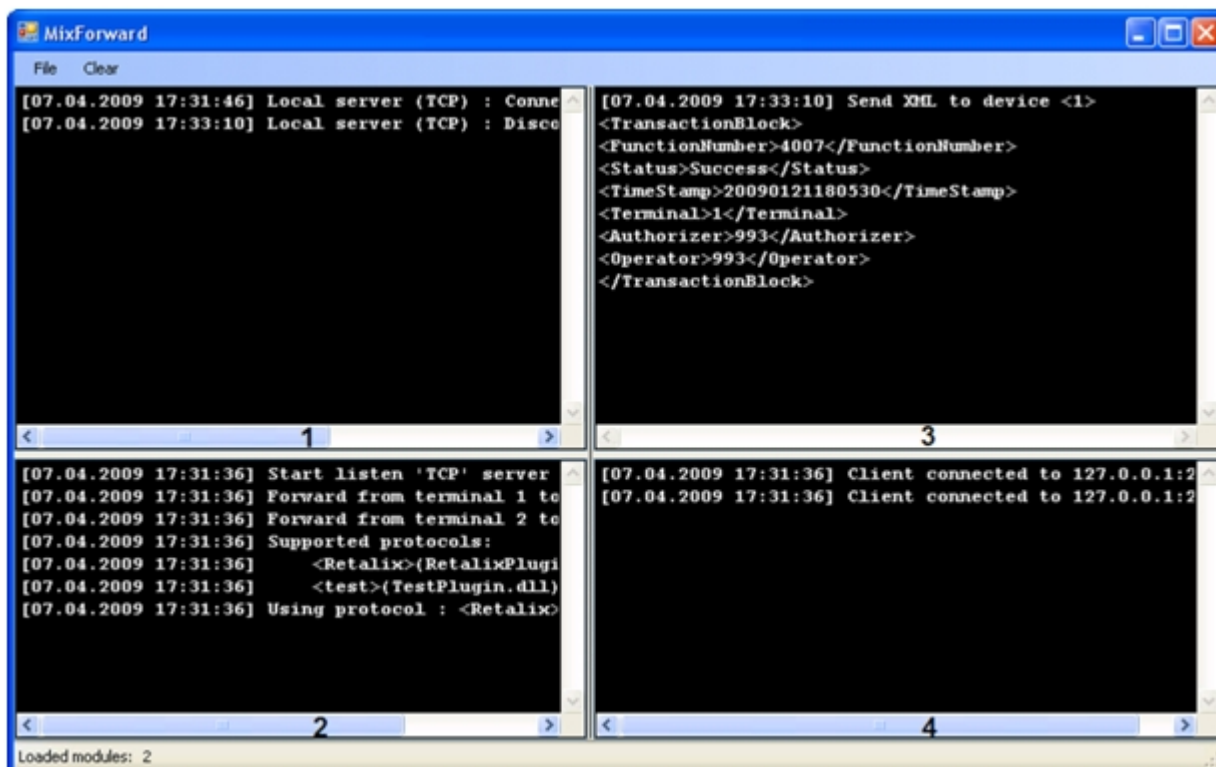 MixForward
File Clear
[07.04.2009 17:31:46] Local server (TCP) : Conne
[07.04.2009 17:33:10] Local server (TCP) : Disco
1
[07.04.2009 17:33:10] Send XML to device <1>
<TransactionBlock>
<FunctionNumber>4007</FunctionNumber>
<Status>Success</Status>
<TimeStamp>20090121180530</TimeStamp>
<Terminal>1</Terminal>
<Authorizer>993</Authorizer>
<Operator>993</Operator>
</TransactionBlock>
3
[07.04.2009 17:31:36] Start listen 'TCP' server
[07.04.2009 17:31:36] Forward from terminal 1 to
[07.04.2009 17:31:36] Forward from terminal 2 to
[07.04.2009 17:31:36] Supported protocols:
[07.04.2009 17:31:36] <Retalix>(RetalixPlugi
[07.04.2009 17:31:36] <test>(TestPlugin.dll)
[07.04.2009 17:31:36] Using protocol : <Retalix>
2
[07.04.2009 17:31:36] Client connected to 127.0.0.1:2
[07.04.2009 17:31:36] Client connected to 127.0.0.1:2
4
Loaded modules: 2